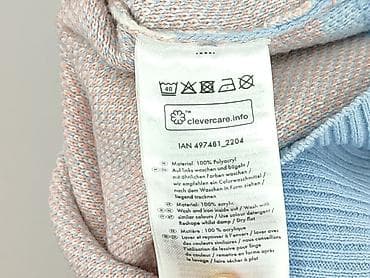 40
clevercare.info
IAN 497481_2204
Material: 100% Polyacryl
Auf links waschen und bügeln /
mit ähnlichen Farben waschen /
wir empfehlen ein Colorwaschmittel /
nach dem Waschen in Form ziehen /
liegend trocknen
Material: 100% acrylic
Wash and iron inside out / Wash with
similar colours / Use colour detergent /
Reshape whilst damp / Dry flat
Matière : 100% acrylique
Laver et repasser à l'envers / laver avec
des couleurs similaires / nous conseillons
l'utilisation de lessive pour linge
de couleur / remettre en forme après
le lavage / faire sécher à plat